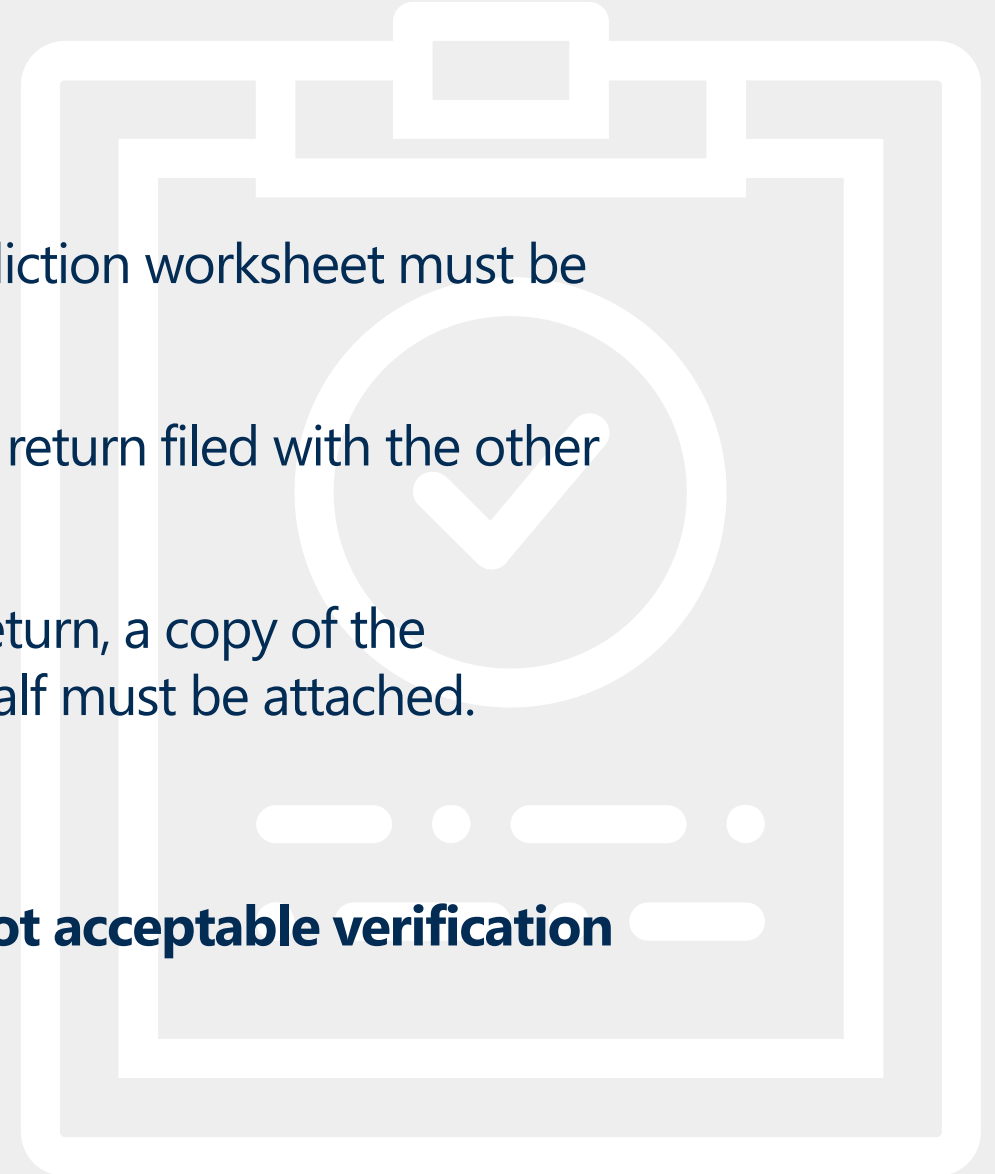 diction worksheet must be
return filed with the other
eturn, a copy of the
alf must be attached.
ot acceptable verification